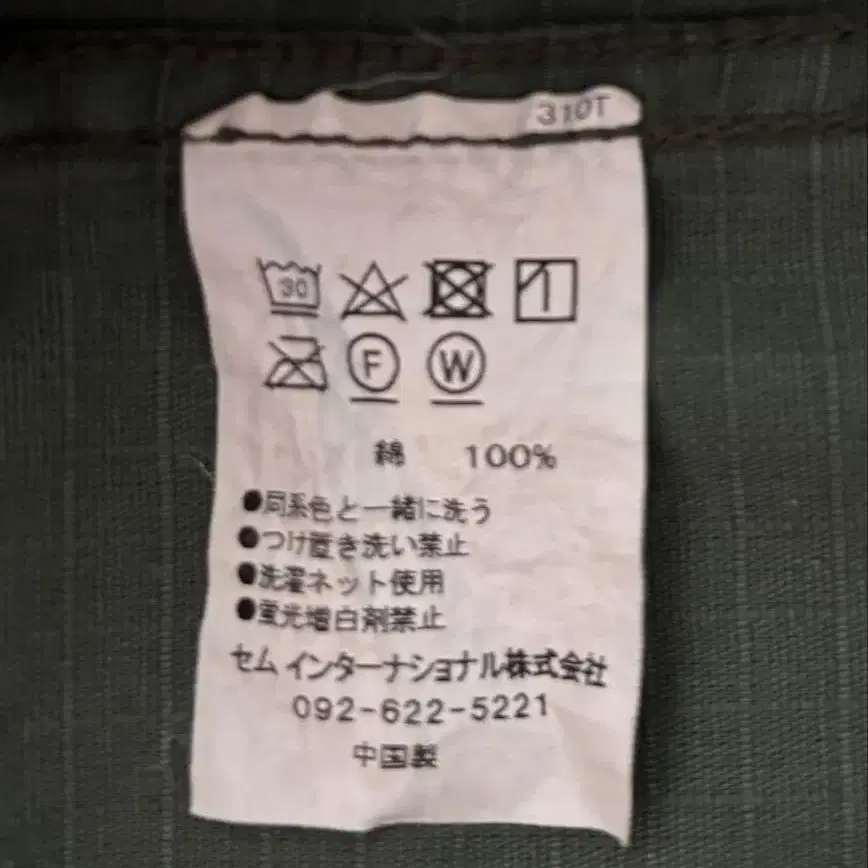 310T
30
F W
綿 100%
●同系色と一緒に洗う
●つけ置き洗い禁止
●洗濯ネット使用
●蛍光増白剤禁止
セム インターナショナル株式会社
092-622-5221
中国製